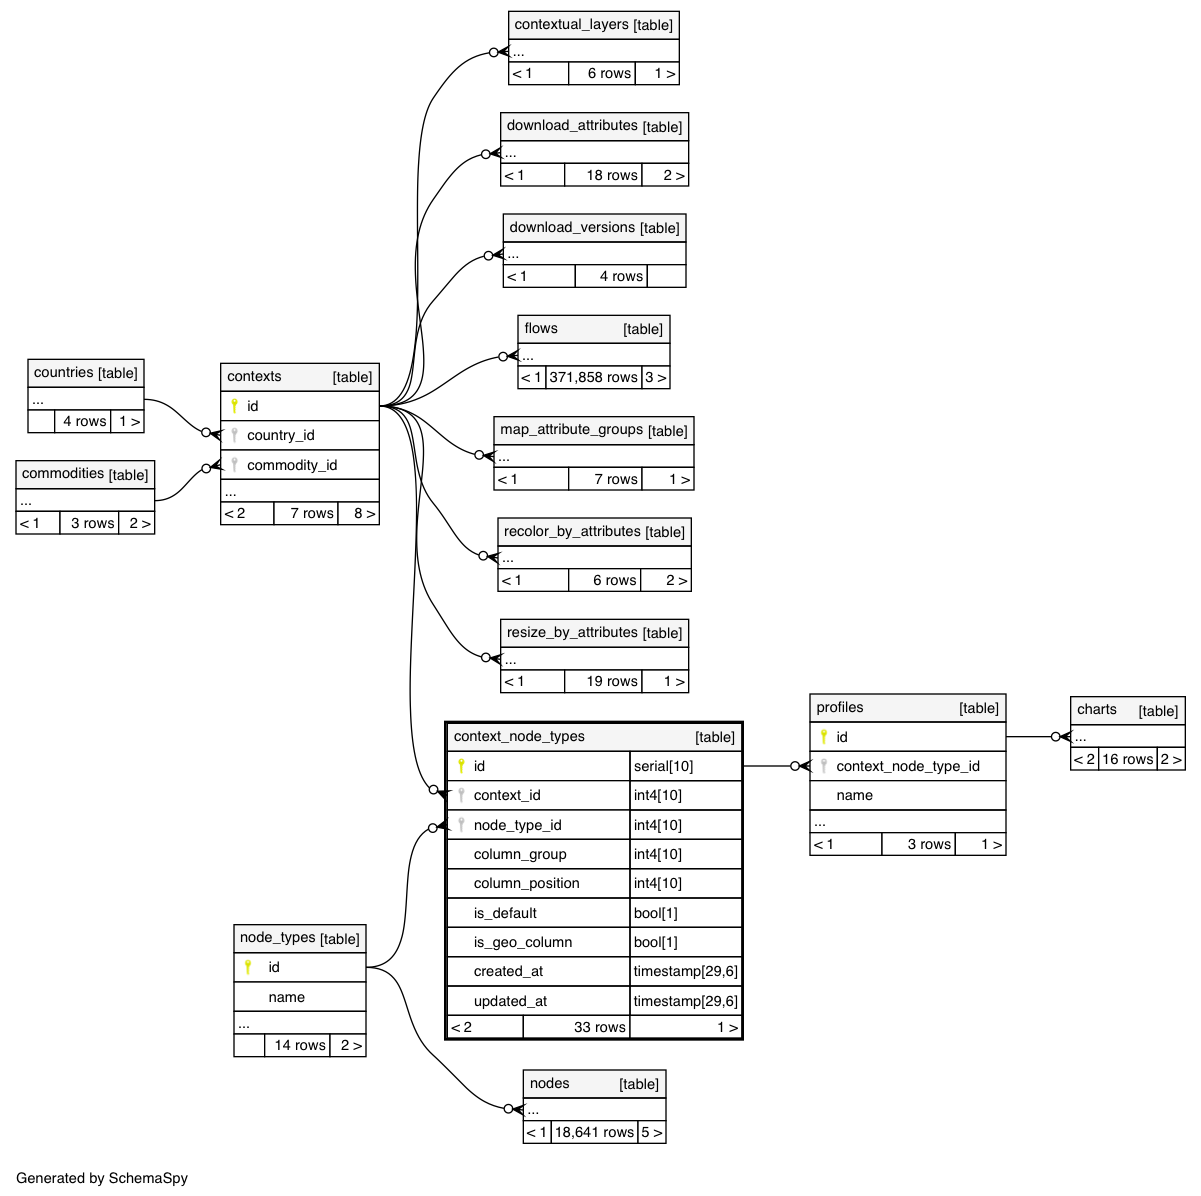 contextual_layers [table]
...
< 1 6 rows 1 >
download_attributes [table]
...
< 1 18 rows 2 >
download_versions [table]
...
< 1 4 rows
flows [table]
...
< 1 371,858 rows 3 >
countries [table]
...
4 rows 1 >
contexts [table]
id
country_id
commodity_id
...
< 2 7 rows 8 >
commodities [table]
...
< 1 3 rows 2 >
map_attribute_groups [table]
...
< 1 7 rows 1 >
recolor_by_attributes [table]
...
< 1 6 rows 2 >
resize_by_attributes [table]
...
< 1 19 rows 1 >
context_node_types [table]
id serial[10]
context_id int4[10]
node_type_id int4[10]
column_group int4[10]
column_position int4[10]
is_default bool[1]
is_geo_column bool[1]
created_at timestamp[29,6]
updated_at timestamp[29,6]
< 2 33 rows 1 >
profiles [table]
id
context_node_type_id
name
...
< 1 3 rows 1 >
charts [table]
...
< 2 16 rows 2 >
node_types [table]
id
name
...
14 rows 2 >
nodes [table]
...
< 1 18,641 rows 5 >
Generated by SchemaSpy